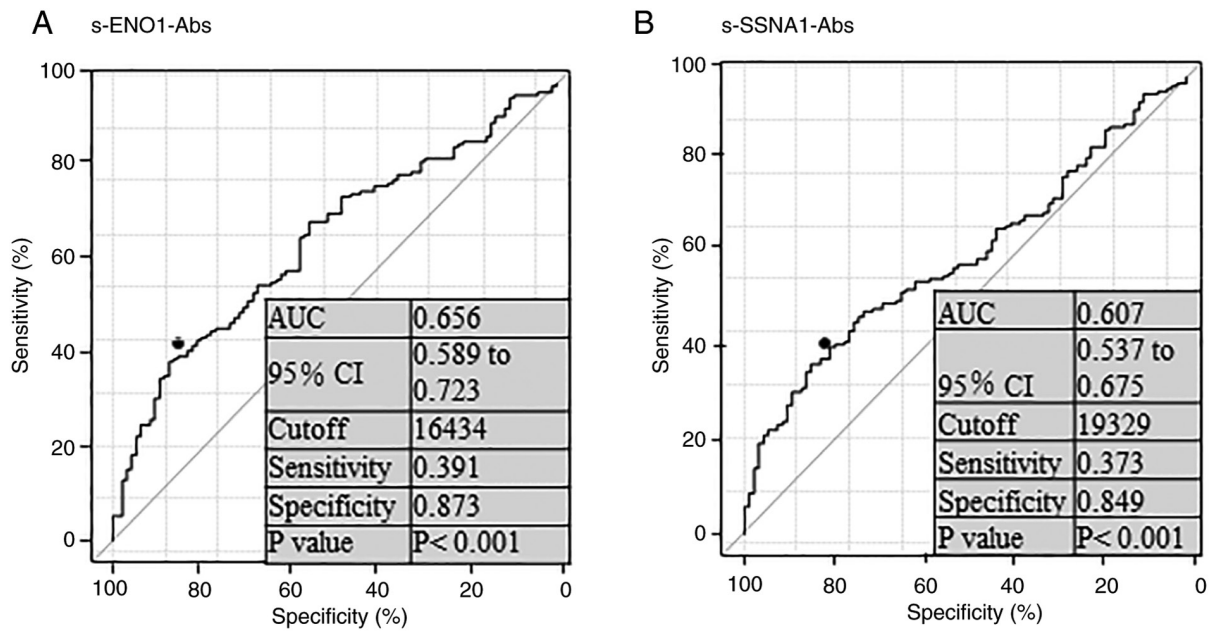 A s-ENO1-Abs
100
80
60
40
20
0
Sensitivity (%)
AUC 0.656
95% CI 0.589 to
0.723
Cutoff 16434
Sensitivity 0.391
Specificity 0.873
P value P< 0.001
100 80 60 40 20 0
Specificity (%)
B s-SSNA1-Abs
100
80
60
40
20
0
Sensitivity (%)
AUC 0.607
95% CI 0.537 to
0.675
Cutoff 19329
Sensitivity 0.373
Specificity 0.849
P value P< 0.001
100 80 60 40 20 0
Specificity (%)